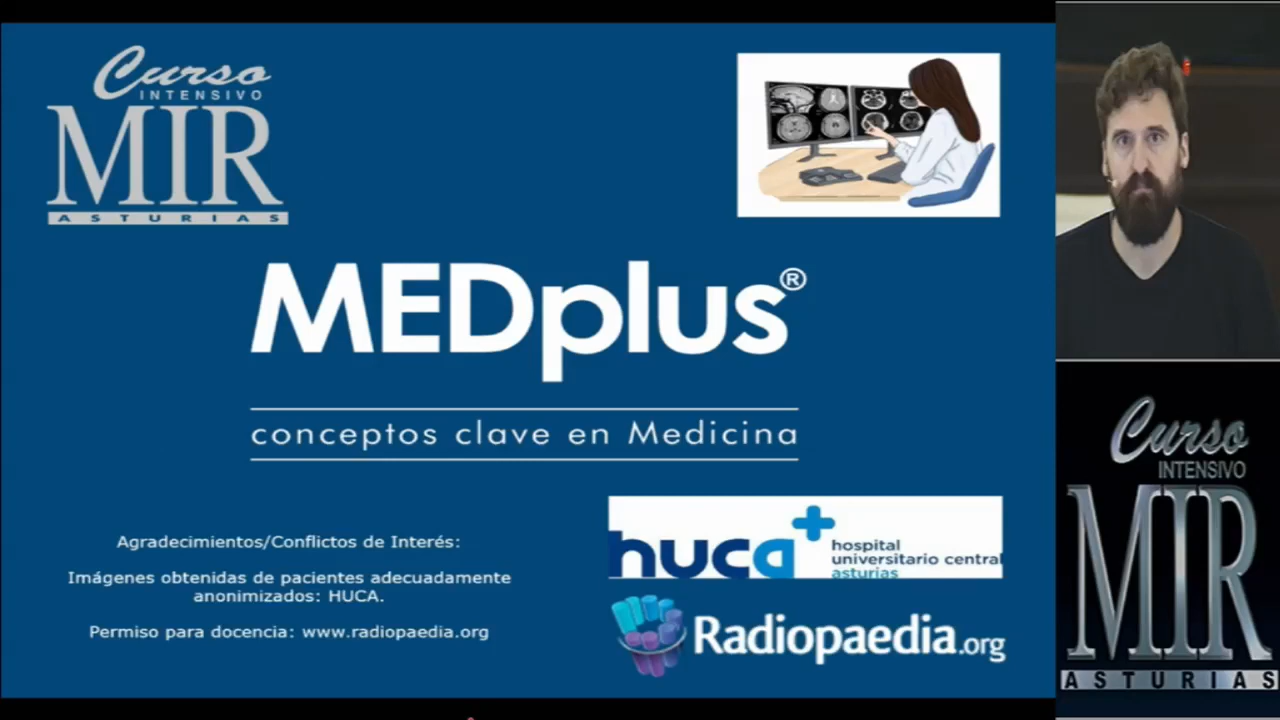 Curso
INTENSIVO
MIR
ASTURIAS
MEDplus®
conceptos clave en Medicina
Agradecimientos/Conflictos de Interés:
Imágenes obtenidas de pacientes adecuadamente
anonimizados: HUCA.
Permiso para docencia: www.radiopaedia.org
huca+
hospital
universitario central
asturias
Radiopaedia.org
Curso
INTENSIVO
MIR
ASTURIAS